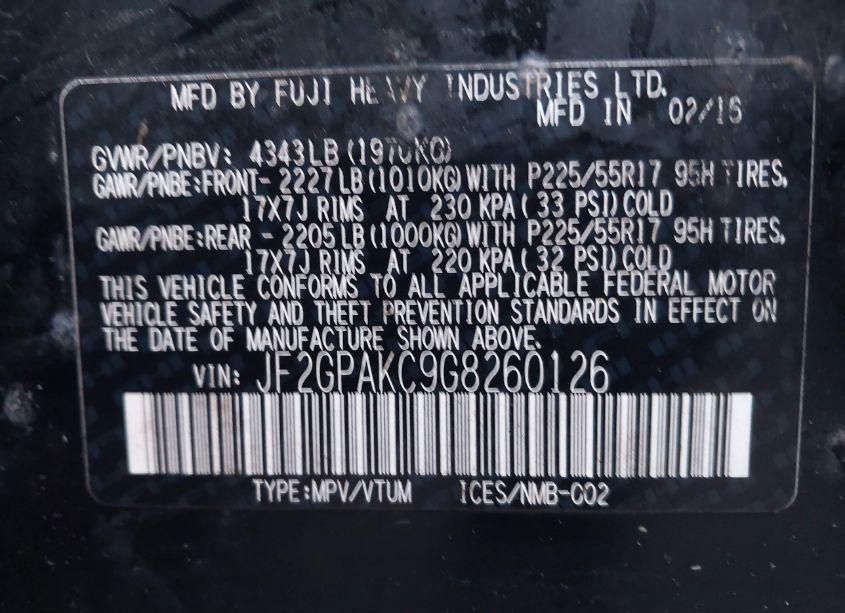 MFD BY FUJI HEAVY INDUSTRIES LTD.
MFD IN 02/16
GVWR/PNBV: 4343LB (1970KG)
GAWR/PNBE:FRONT- 2227 LB (1010KG) WITH P225/55R17 95H TIRES,
17X7J RIMS AT 230 KPA ( 33 PSI) COLD
GAWR/PNBE:REAR - 2205 LB (1000KG) WITH P225/55R17 95H TIRES,
17X7J RIMS AT 220 KPA ( 32 PSI) COLD
THIS VEHICLE CONFORMS TO ALL APPLICABLE FEDERAL MOTOR
VEHICLE SAFETY AND THEFT PREVENTION STANDARDS IN EFFECT ON
THE DATE OF MANUFACTURE SHOWN ABOVE.
VIN: JF2GPAKC9G8260126
TYPE:MPV/VTUM ICES/NMB-002